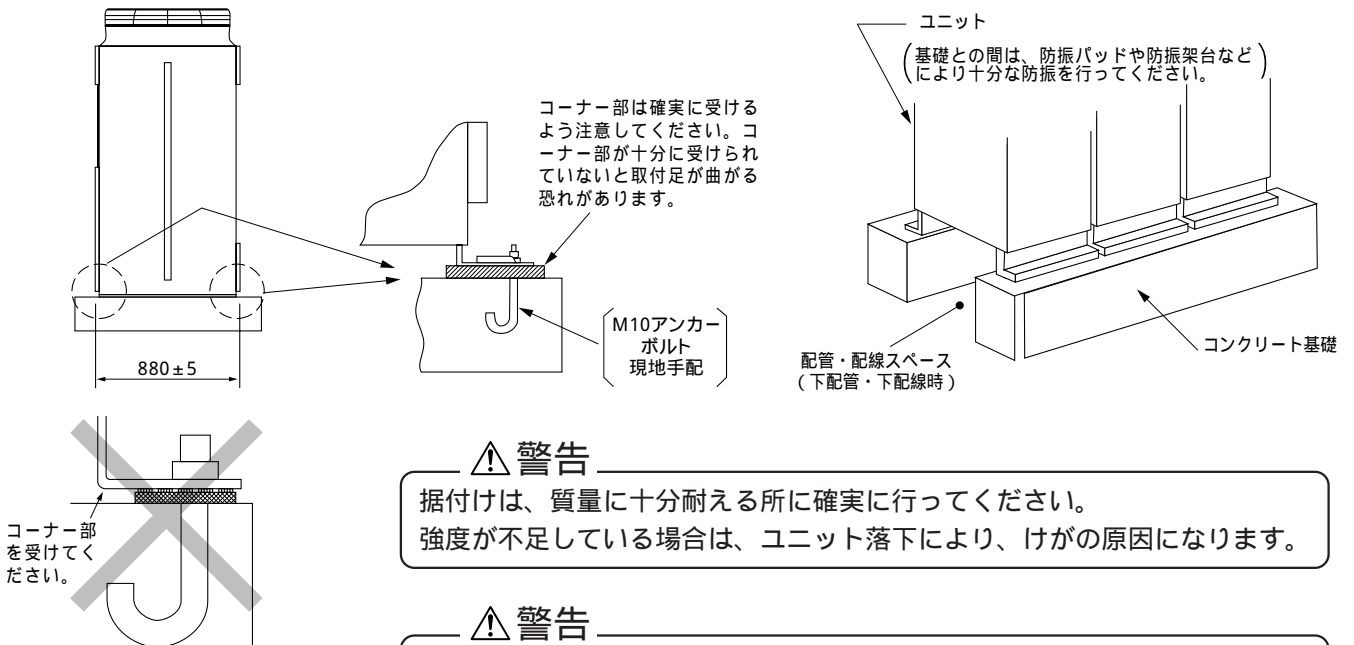 ユニット
基礎との間は、防振パッドや防振架台など
により十分な防振を行ってください。
コーナー部は確実に受ける
よう注意してください。コ
ーナー部が十分に受けられ
ていないと取付足が曲がる
恐れがあります。
M10アンカー
ボルト
現地手配
880±5
配管・配線スペース
(下配管・下配線時)
コンクリート基礎
コーナー部
を受けてく
ださい。
警告
据付けは、質量に十分耐える所に確実に行ってください。
強度が不足している場合は、ユニット落下により、けがの原因になります。
警告